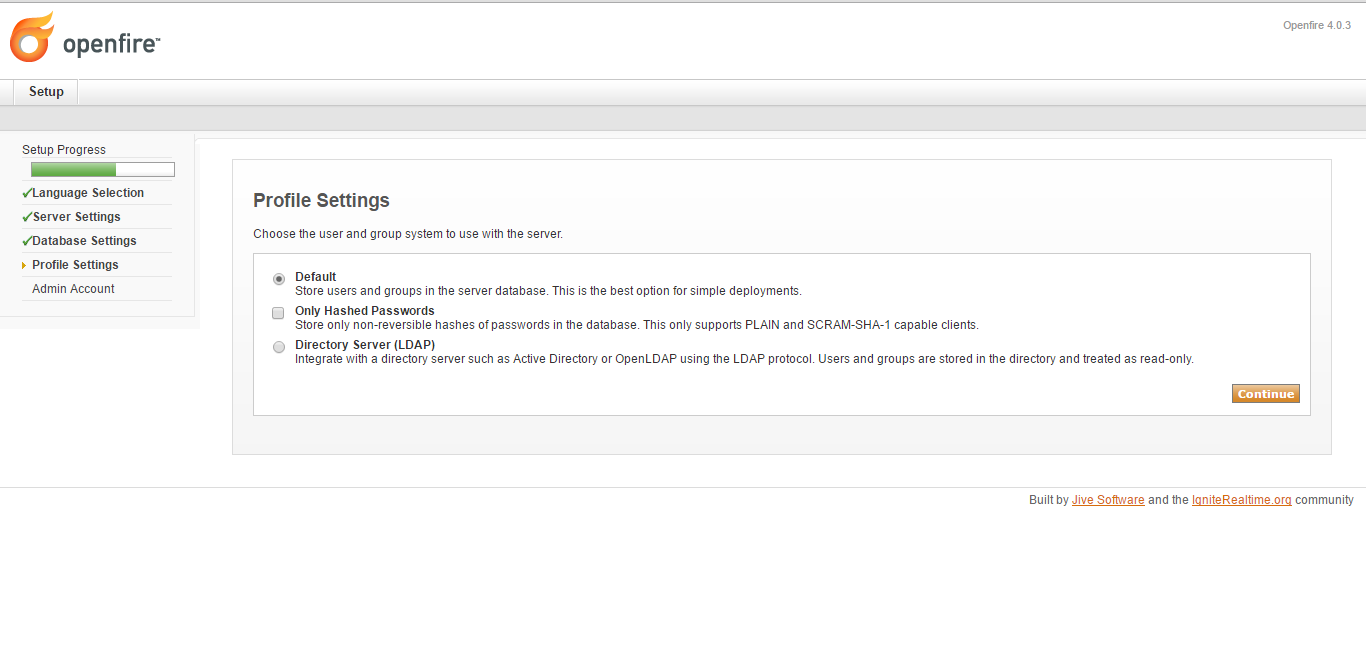 openfire™
Openfire 4.0.3
Setup
Setup Progress
Language Selection
Server Settings
Database Settings
Profile Settings
Admin Account
Profile Settings
Choose the user and group system to use with the server.
Default
Store users and groups in the server database. This is the best option for simple deployments.
Only Hashed Passwords
Store only non-reversible hashes of passwords in the database. This only supports PLAIN and SCRAM-SHA-1 capable clients.
Directory Server (LDAP)
Integrate with a directory server such as Active Directory or OpenLDAP using the LDAP protocol. Users and groups are stored in the directory and treated as read-only.
Continue
Built by Jive Software and the IgniteRealtime.org community